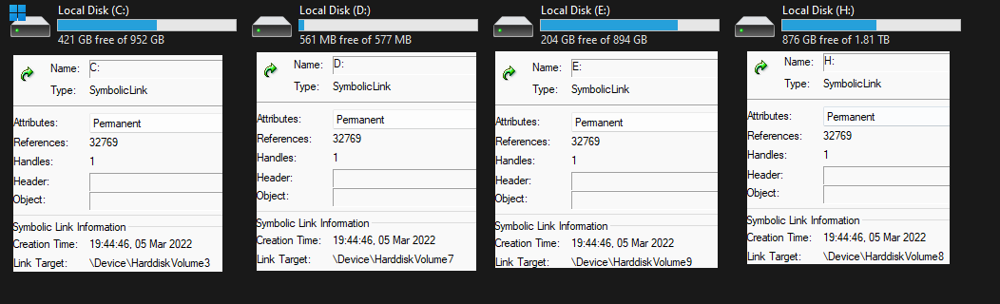 Local Disk (C:)
421 GB free of 952 GB
Name: C:
Type: SymbolicLink
Attributes: Permanent
References: 32769
Handles: 1
Header:
Object:
Symbolic Link Information
Creation Time: 19:44:46, 05 Mar 2022
Link Target: \Device\HarddiskVolume3
Local Disk (D:)
561 MB free of 577 MB
Name: D:
Type: SymbolicLink
Attributes: Permanent
References: 32769
Handles: 1
Header:
Object:
Symbolic Link Information
Creation Time: 19:44:46, 05 Mar 2022
Link Target: \Device\HarddiskVolume7
Local Disk (E:)
204 GB free of 894 GB
Name: E:
Type: SymbolicLink
Attributes: Permanent
References: 32769
Handles: 1
Header:
Object:
Symbolic Link Information
Creation Time: 19:44:46, 05 Mar 2022
Link Target: \Device\HarddiskVolume9
Local Disk (H:)
876 GB free of 1.81 TB
Name: H:
Type: SymbolicLink
Attributes: Permanent
References: 32769
Handles: 1
Header:
Object:
Symbolic Link Information
Creation Time: 19:44:46, 05 Mar 2022
Link Target: \Device\HarddiskVolume8